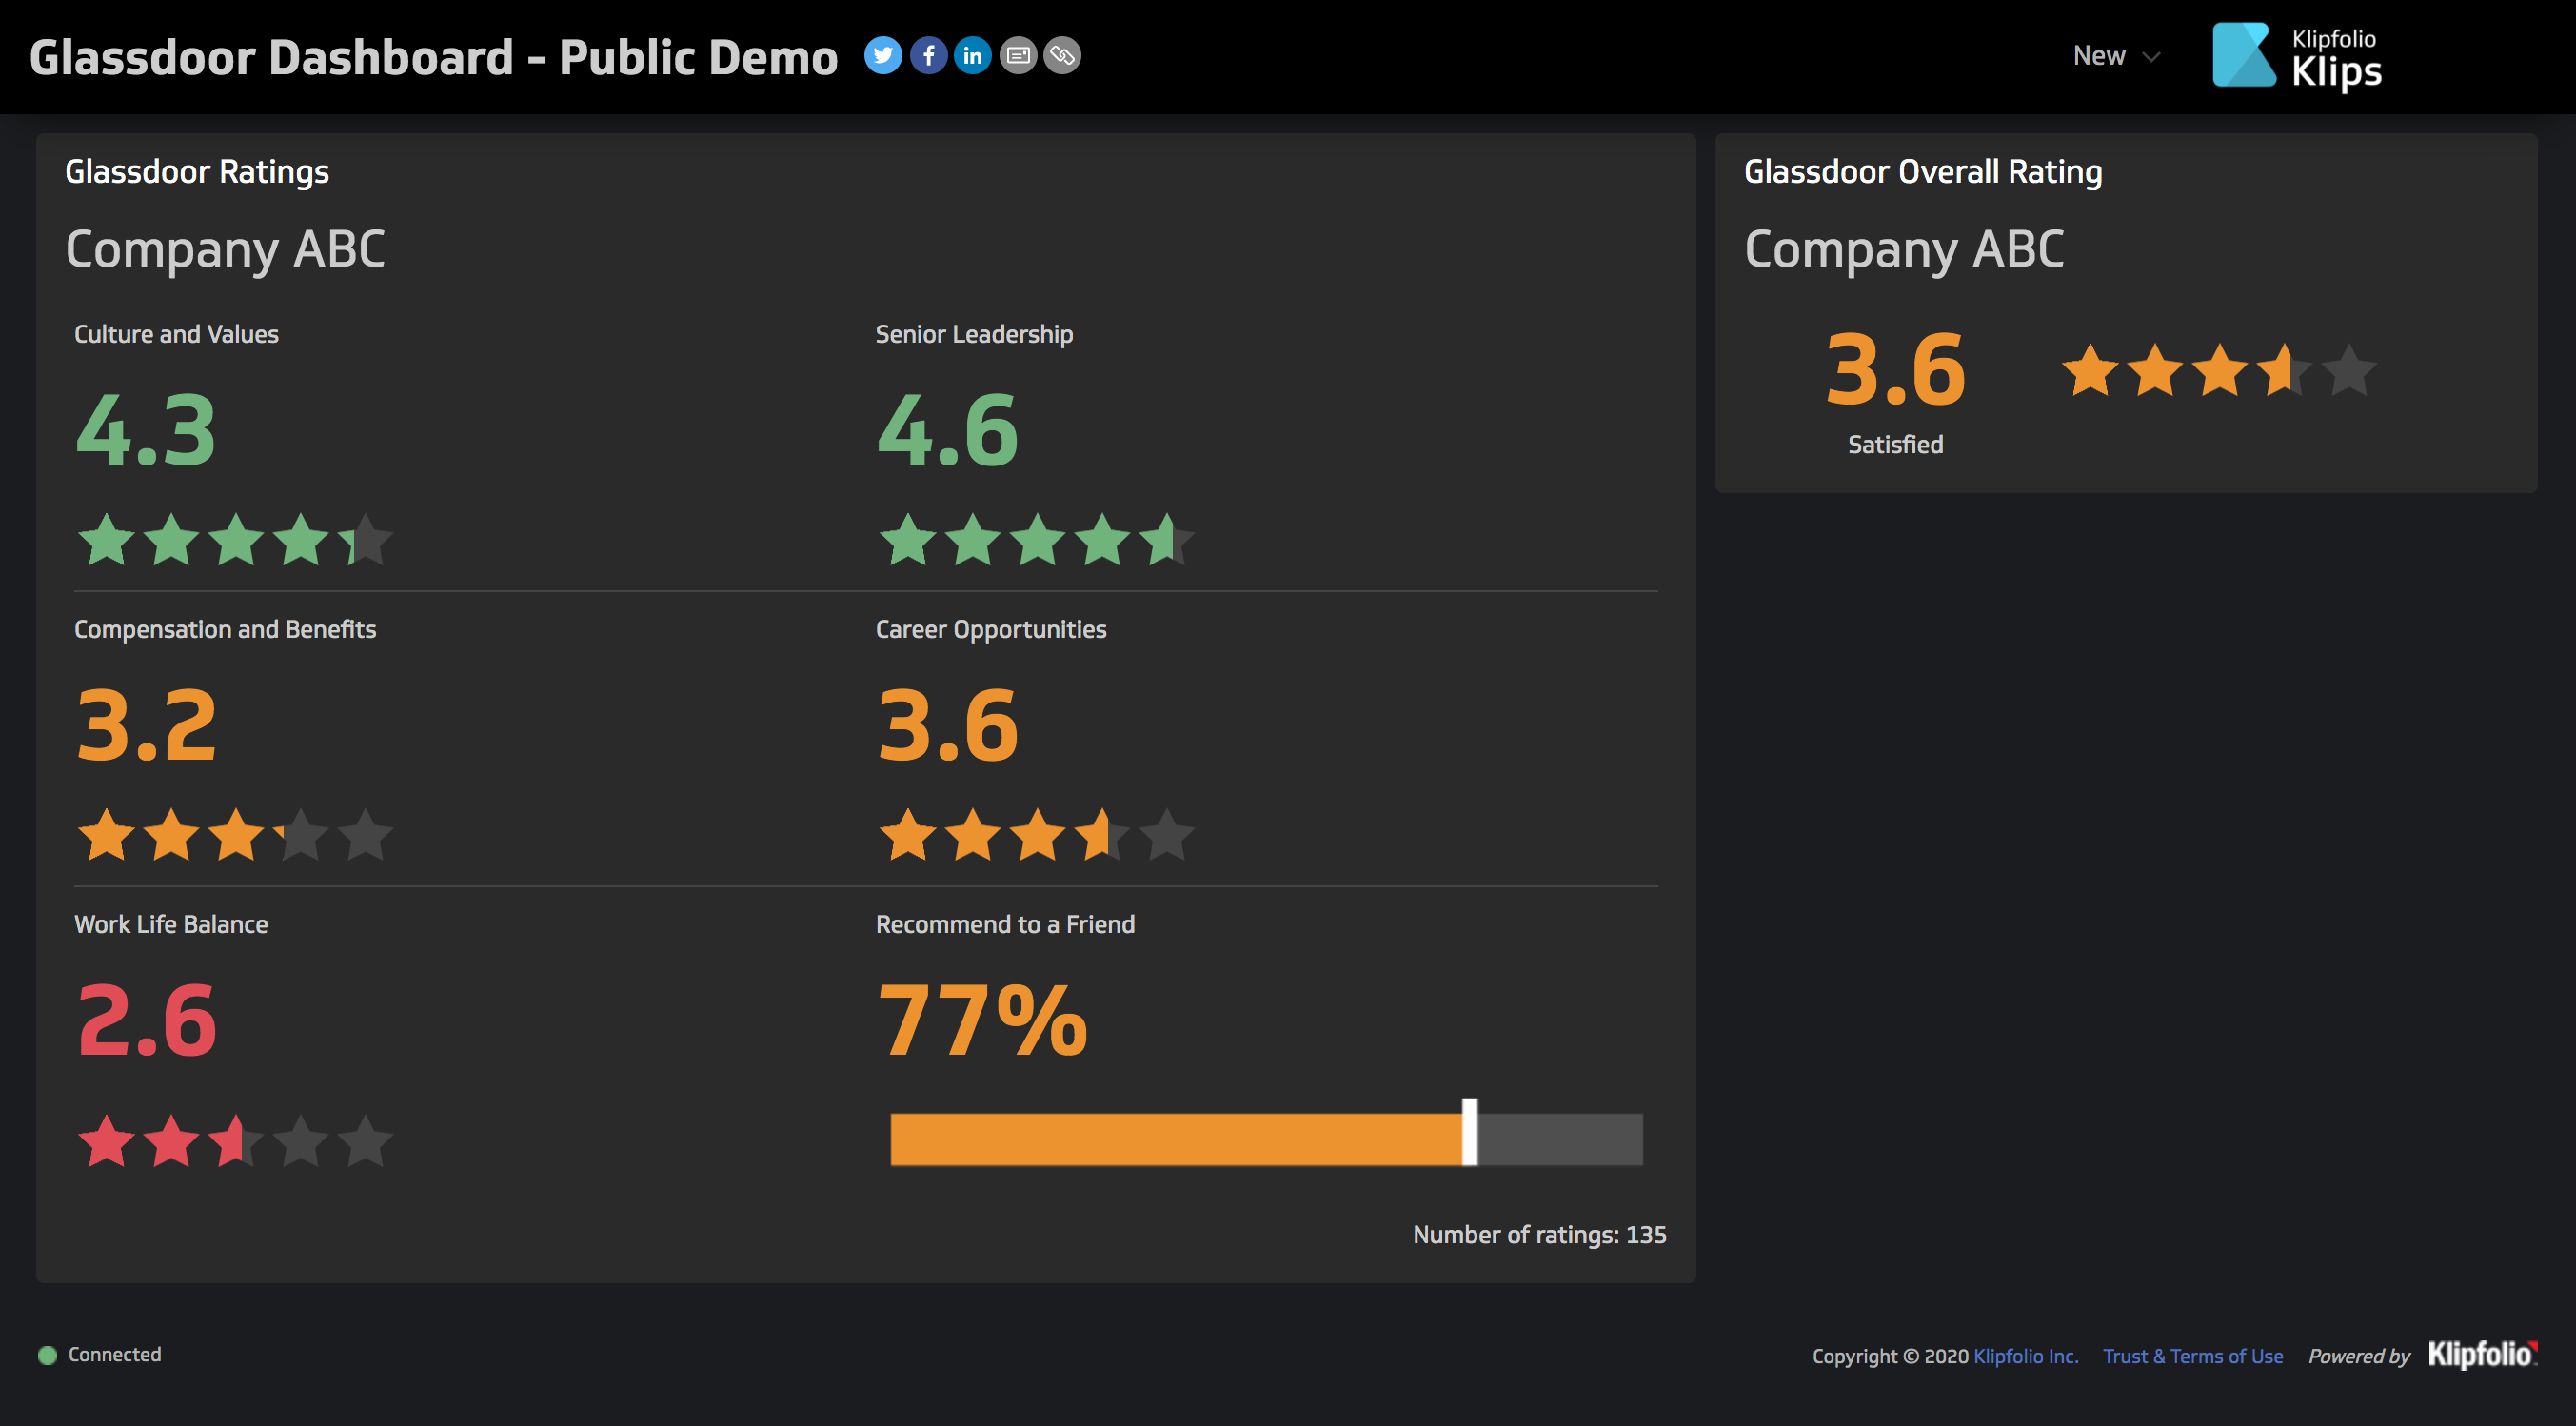 Glassdoor Dashboard - Public Demo
New
Klipfolio
Klips
Glassdoor Ratings
Company ABC
Culture and Values
4.3
Senior Leadership
4.6
Compensation and Benefits
3.2
Career Opportunities
3.6
Work Life Balance
2.6
Recommend to a Friend
77%
Number of ratings: 135
Glassdoor Overall Rating
Company ABC
3.6
Satisfied
Connected
Copyright © 2020 Klipfolio Inc. Trust & Terms of Use Powered by Klipfolio